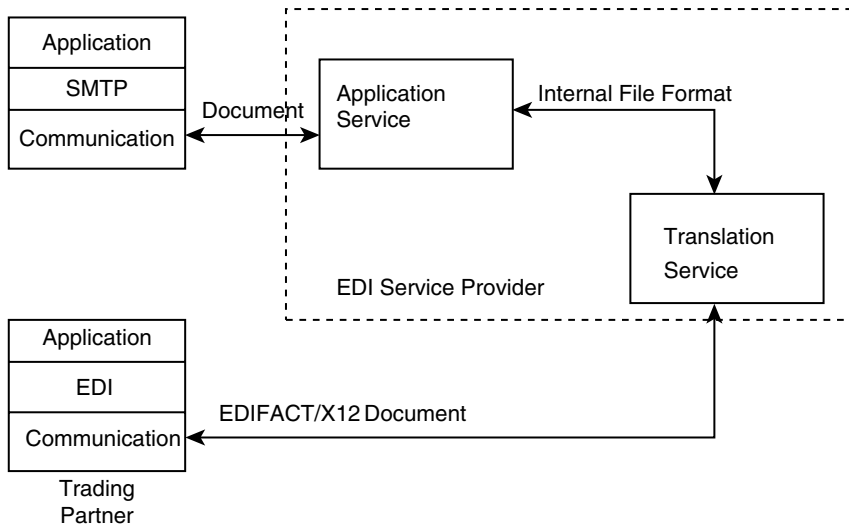 Application
SMTP
Communication
Document
Application
Service
Internal File Format
Translation
Service
EDI Service Provider
Application
EDI
Communication
EDIFACT/X12 Document
Trading
Partner